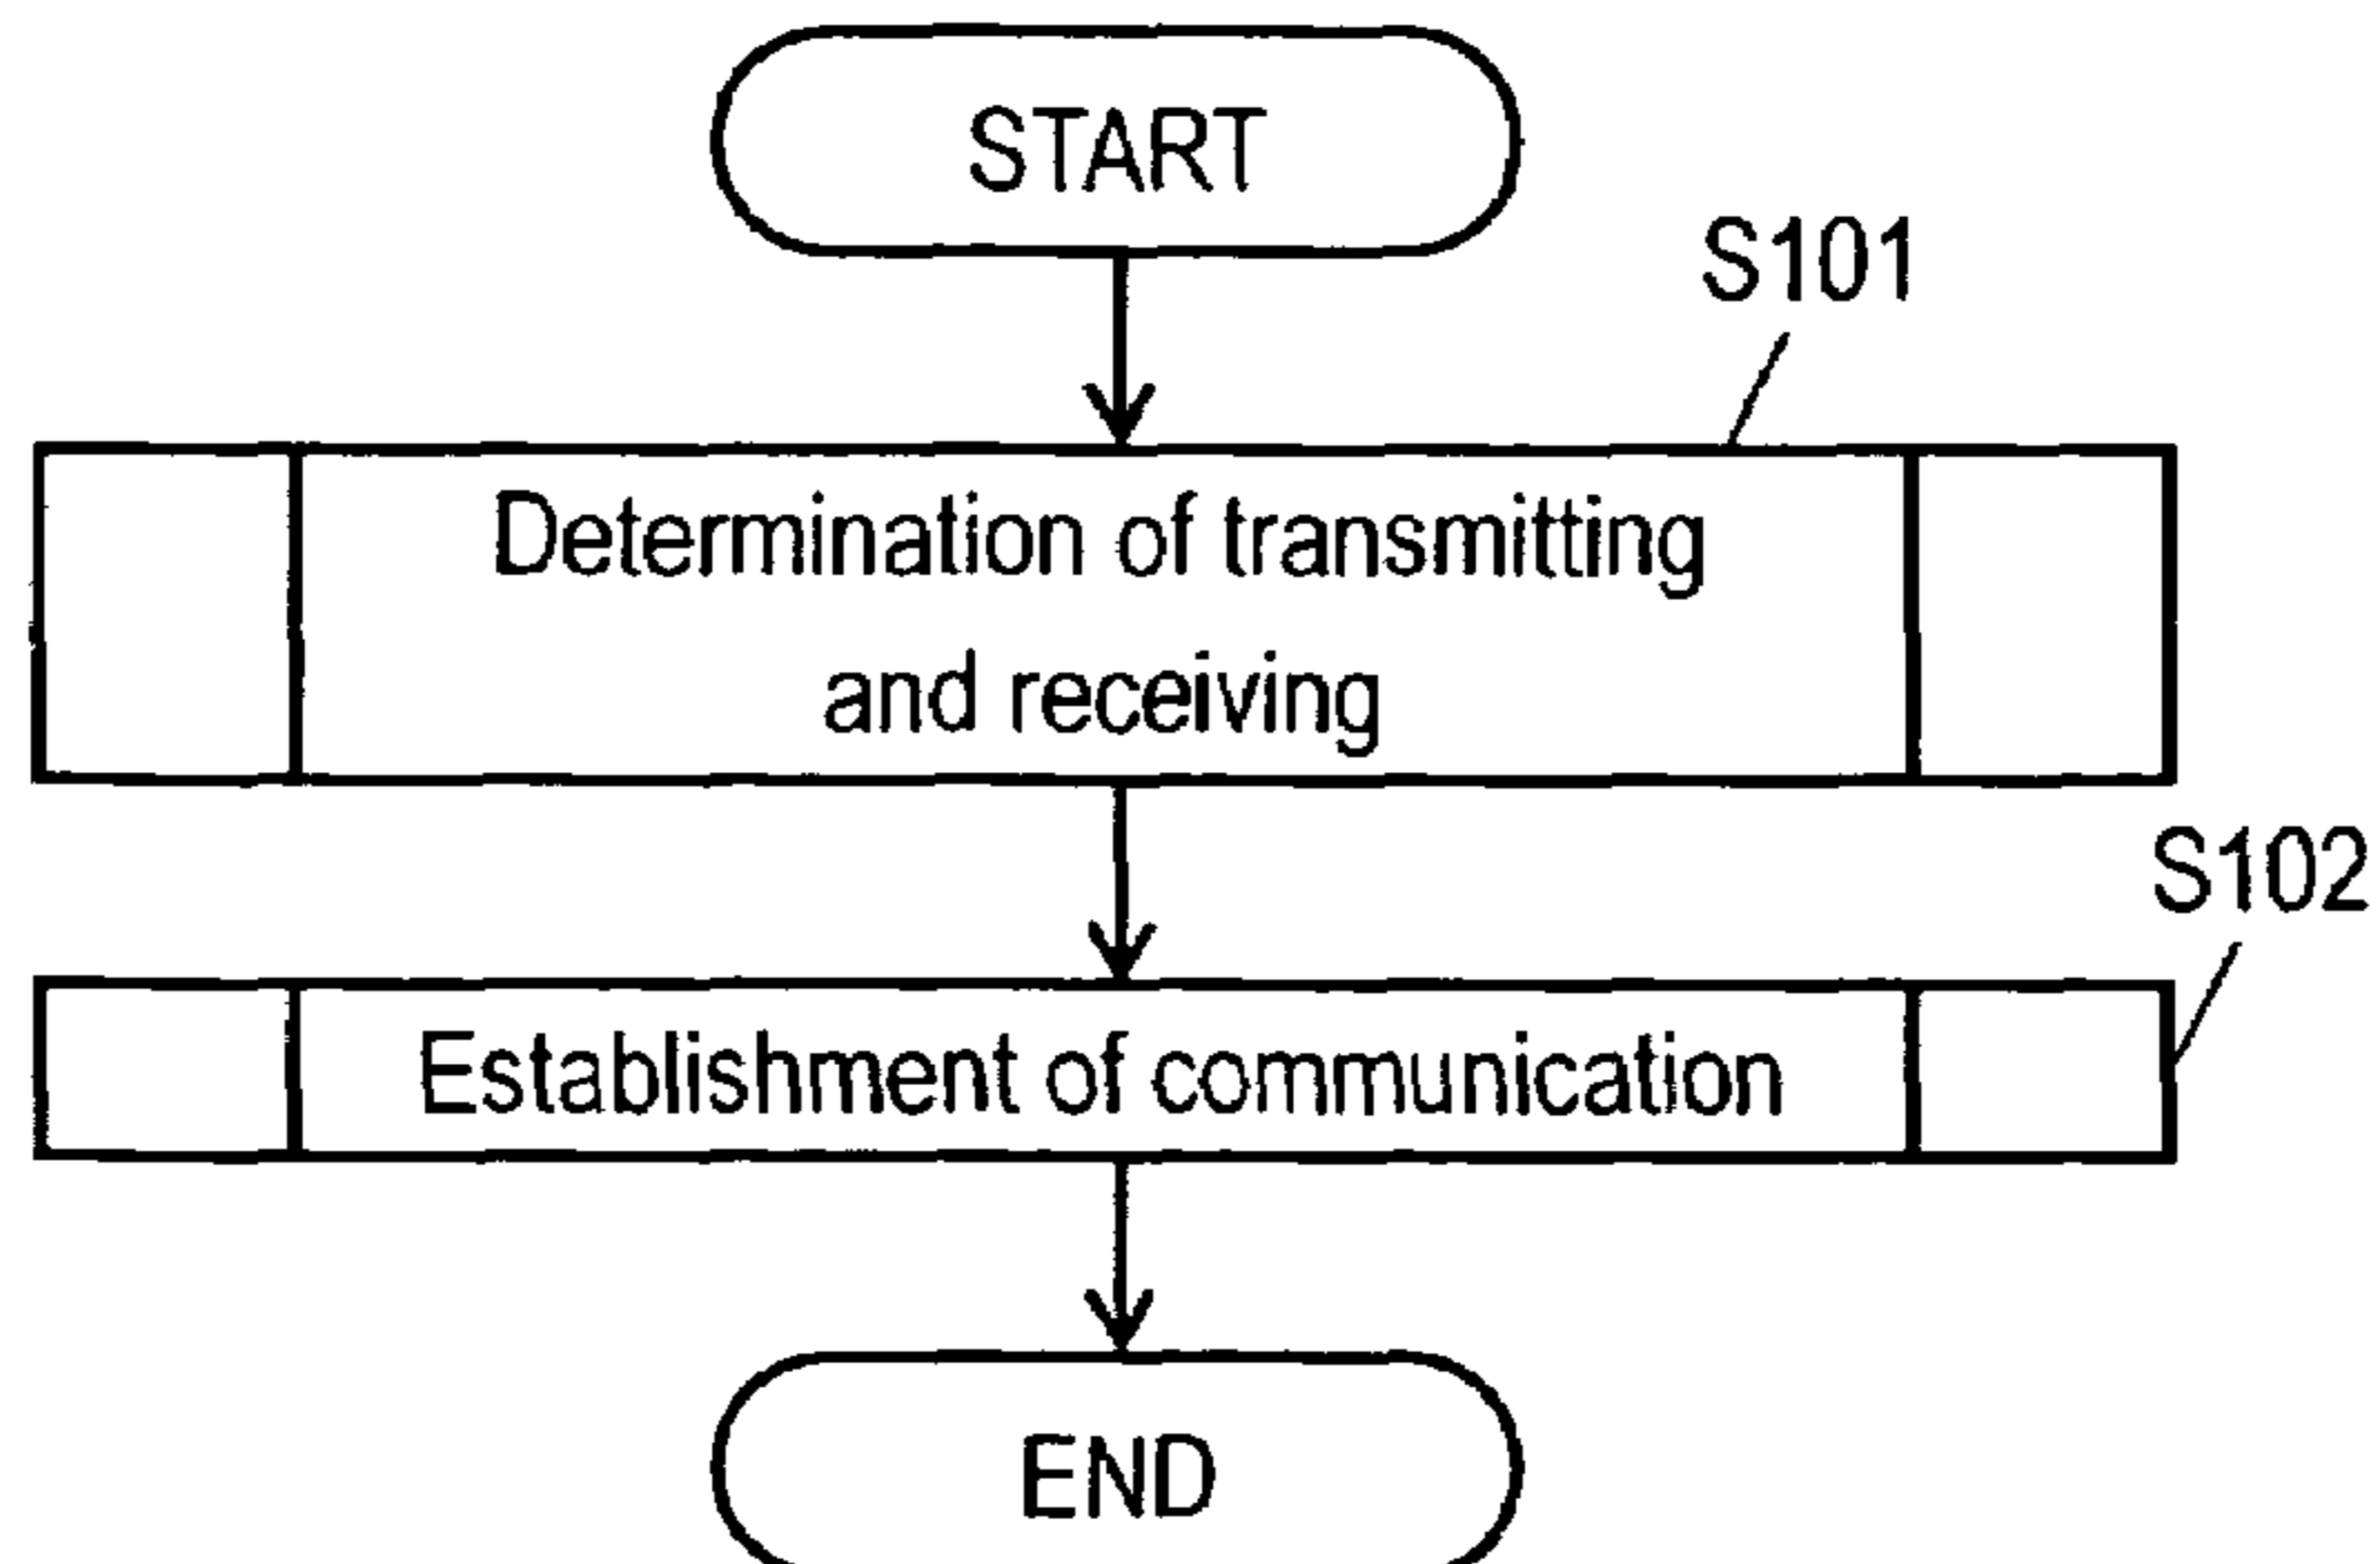 START
S101
Determination of transmitting
and receiving
S102
Establishment of communication
END